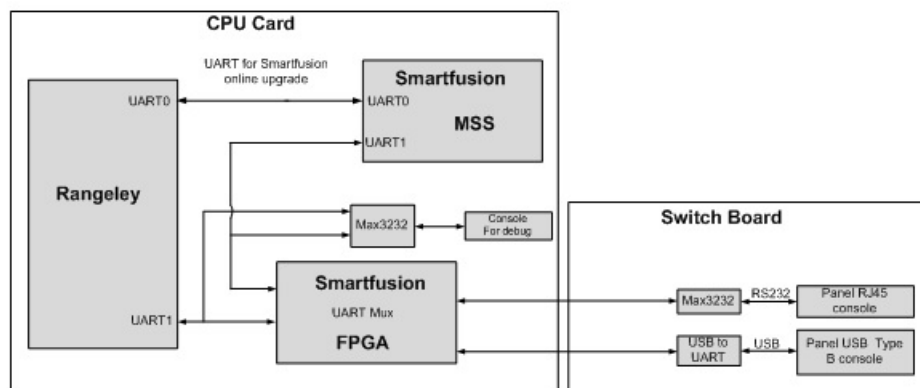 CPU Card
UART for Smartfusion
online upgrade
Smartfusion
MSS
UART0
UART0
UART1
Rangeley
Max3232
Console
For debug
Switch Board
Smartfusion
UART Mux
FPGA
UART1
Max3232
RS232
Panel RJ45
console
USB to
UART
USB
Panel USB Type
B console